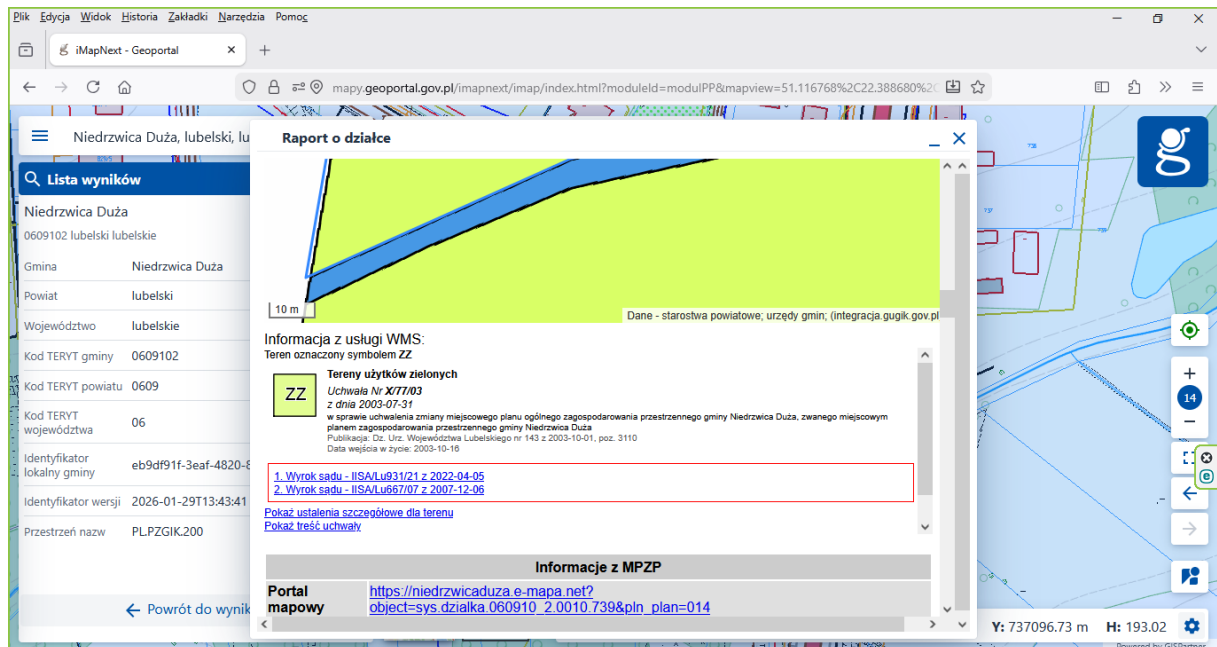 Plik Edycja Widok Historia Zakładki Narzędzia Pomoc
iMapNext - Geoportal
mapy.geoportal.gov.pl/imapnext/imap/index.html?moduleId=modulPP&mapview=51.116768%2C22.388680%2C
Niedrzwica Duża, lubelski, lu
Lista wyników
Niedrzwica Duża
0609102 lubelski lubelskie
Gmina Niedrzwica Duża
Powiat lubelski
Województwo lubelskie
Kod TERYT gminy 0609102
Kod TERYT powiatu 0609
Kod TERYT
województwa 06
Identyfikator
lokalny gminy eb9df91f-3eaf-4820-8
Identyfikator wersji 2026-01-29T13:43:41
Przestrzeń nazw PL.PZGIK.200
Powrót do wynik
Raport o działce
10 m
Dane - starostwa powiatowe; urzędy gmin; (integracja.gugik.gov.pl
Informacja z usługi WMS:
Teren oznaczony symbolem ZZ
ZZ
Tereny użytków zielonych
Uchwała Nr X/77/03
z dnia 2003-07-31
w sprawie uchwalenia zmiany miejscowego planu ogólnego zagospodarowania przestrzennego gminy Niedrzwica Duża, zwanego miejscowym
planem zagospodarowania przestrzennego gminy Niedrzwica Duża
Publikacja: Dz. Urz. Województwa Lubelskiego nr 143 z 2003-10-01, poz. 3110
Data wejścia w życie: 2003-10-16
1. Wyrok sądu - IISA/Lu931/21 z 2022-04-05
2. Wyrok sądu - IISA/Lu667/07 z 2007-12-06
Pokaż ustalenia szczegółowe dla terenu
Pokaż treść uchwały
Informacje z MPZP
Portal
mapowy
https://niedrzwicaduza.e-mapa.net?
object=sys.dzialka.060910_2.0010.739&pln_plan=014
14
Y: 737096.73 m H: 193.02
Powered by GISPartner